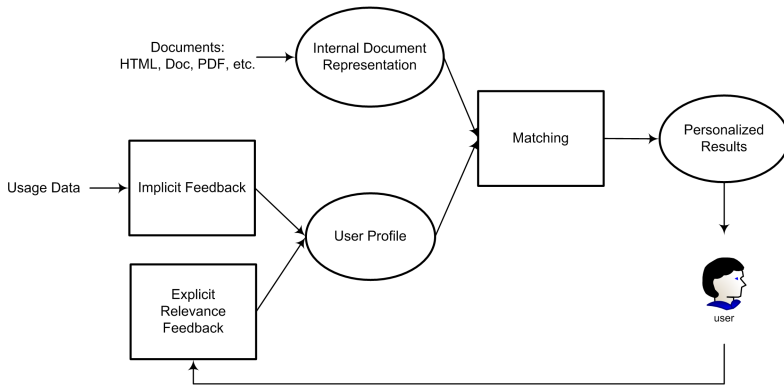 Documents:
HTML, Doc, PDF, etc.
Internal Document
Representation
Matching
Personalized
Results
Usage Data
Implicit Feedback
User Profile
Explicit
Relevance
Feedback
user